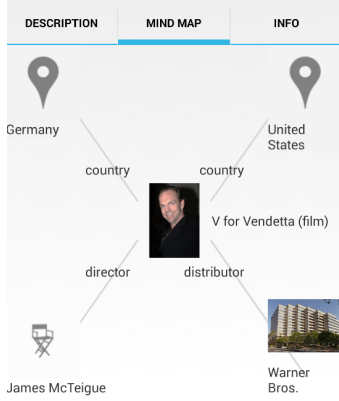 DESCRIPTION MIND MAP INFO
Germany
United
States
country country
V for Vendetta (film)
director distributor
James McTeigue
Warner
Bros.